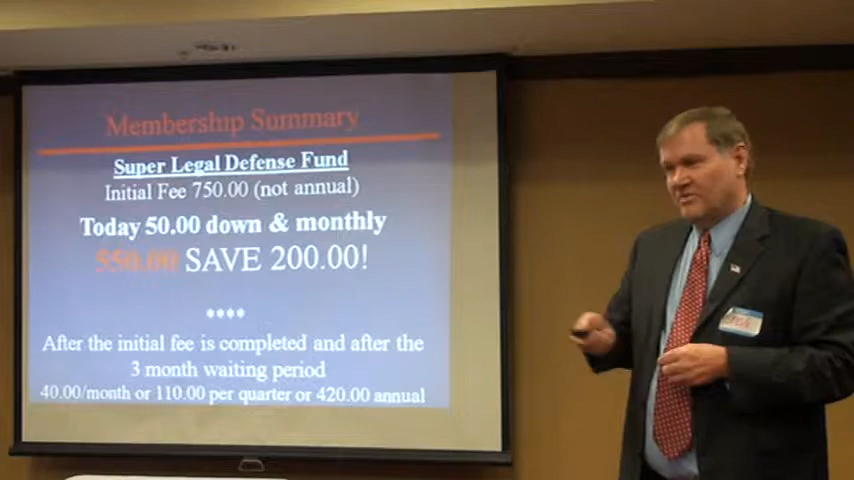 Membership Summary
Super Legal Defense Fund
Initial Fee 750.00 (not annual)
Today 50.00 down & monthly
550.00 SAVE 200.00!
****
After the initial fee is completed and after the
3 month waiting period
40.00/month or 110.00 per quarter or 420.00 annual